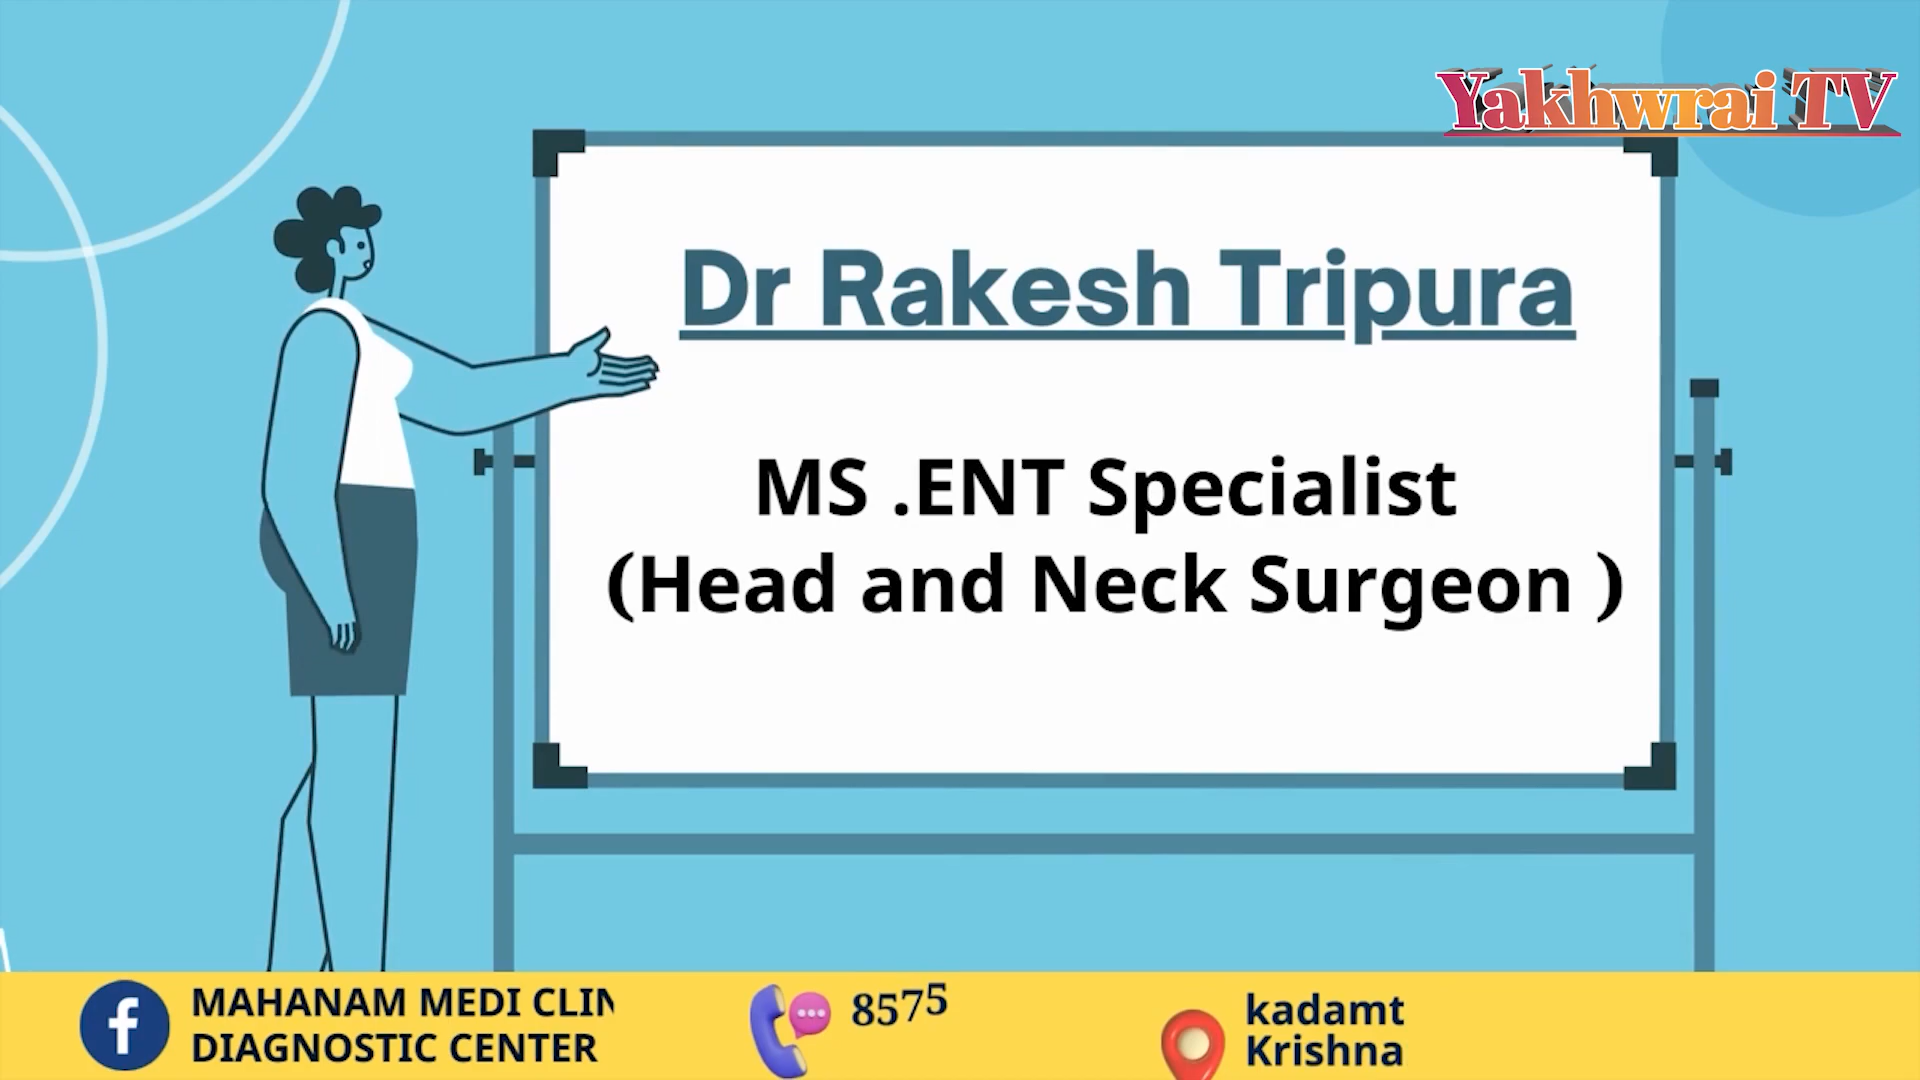 Yakhwrai TV
Dr Rakesh Tripura
MS .ENT Specialist
(Head and Neck Surgeon )
MAHANAM MEDI CLIN
DIAGNOSTIC CENTER
8575
kadamt
Krishna